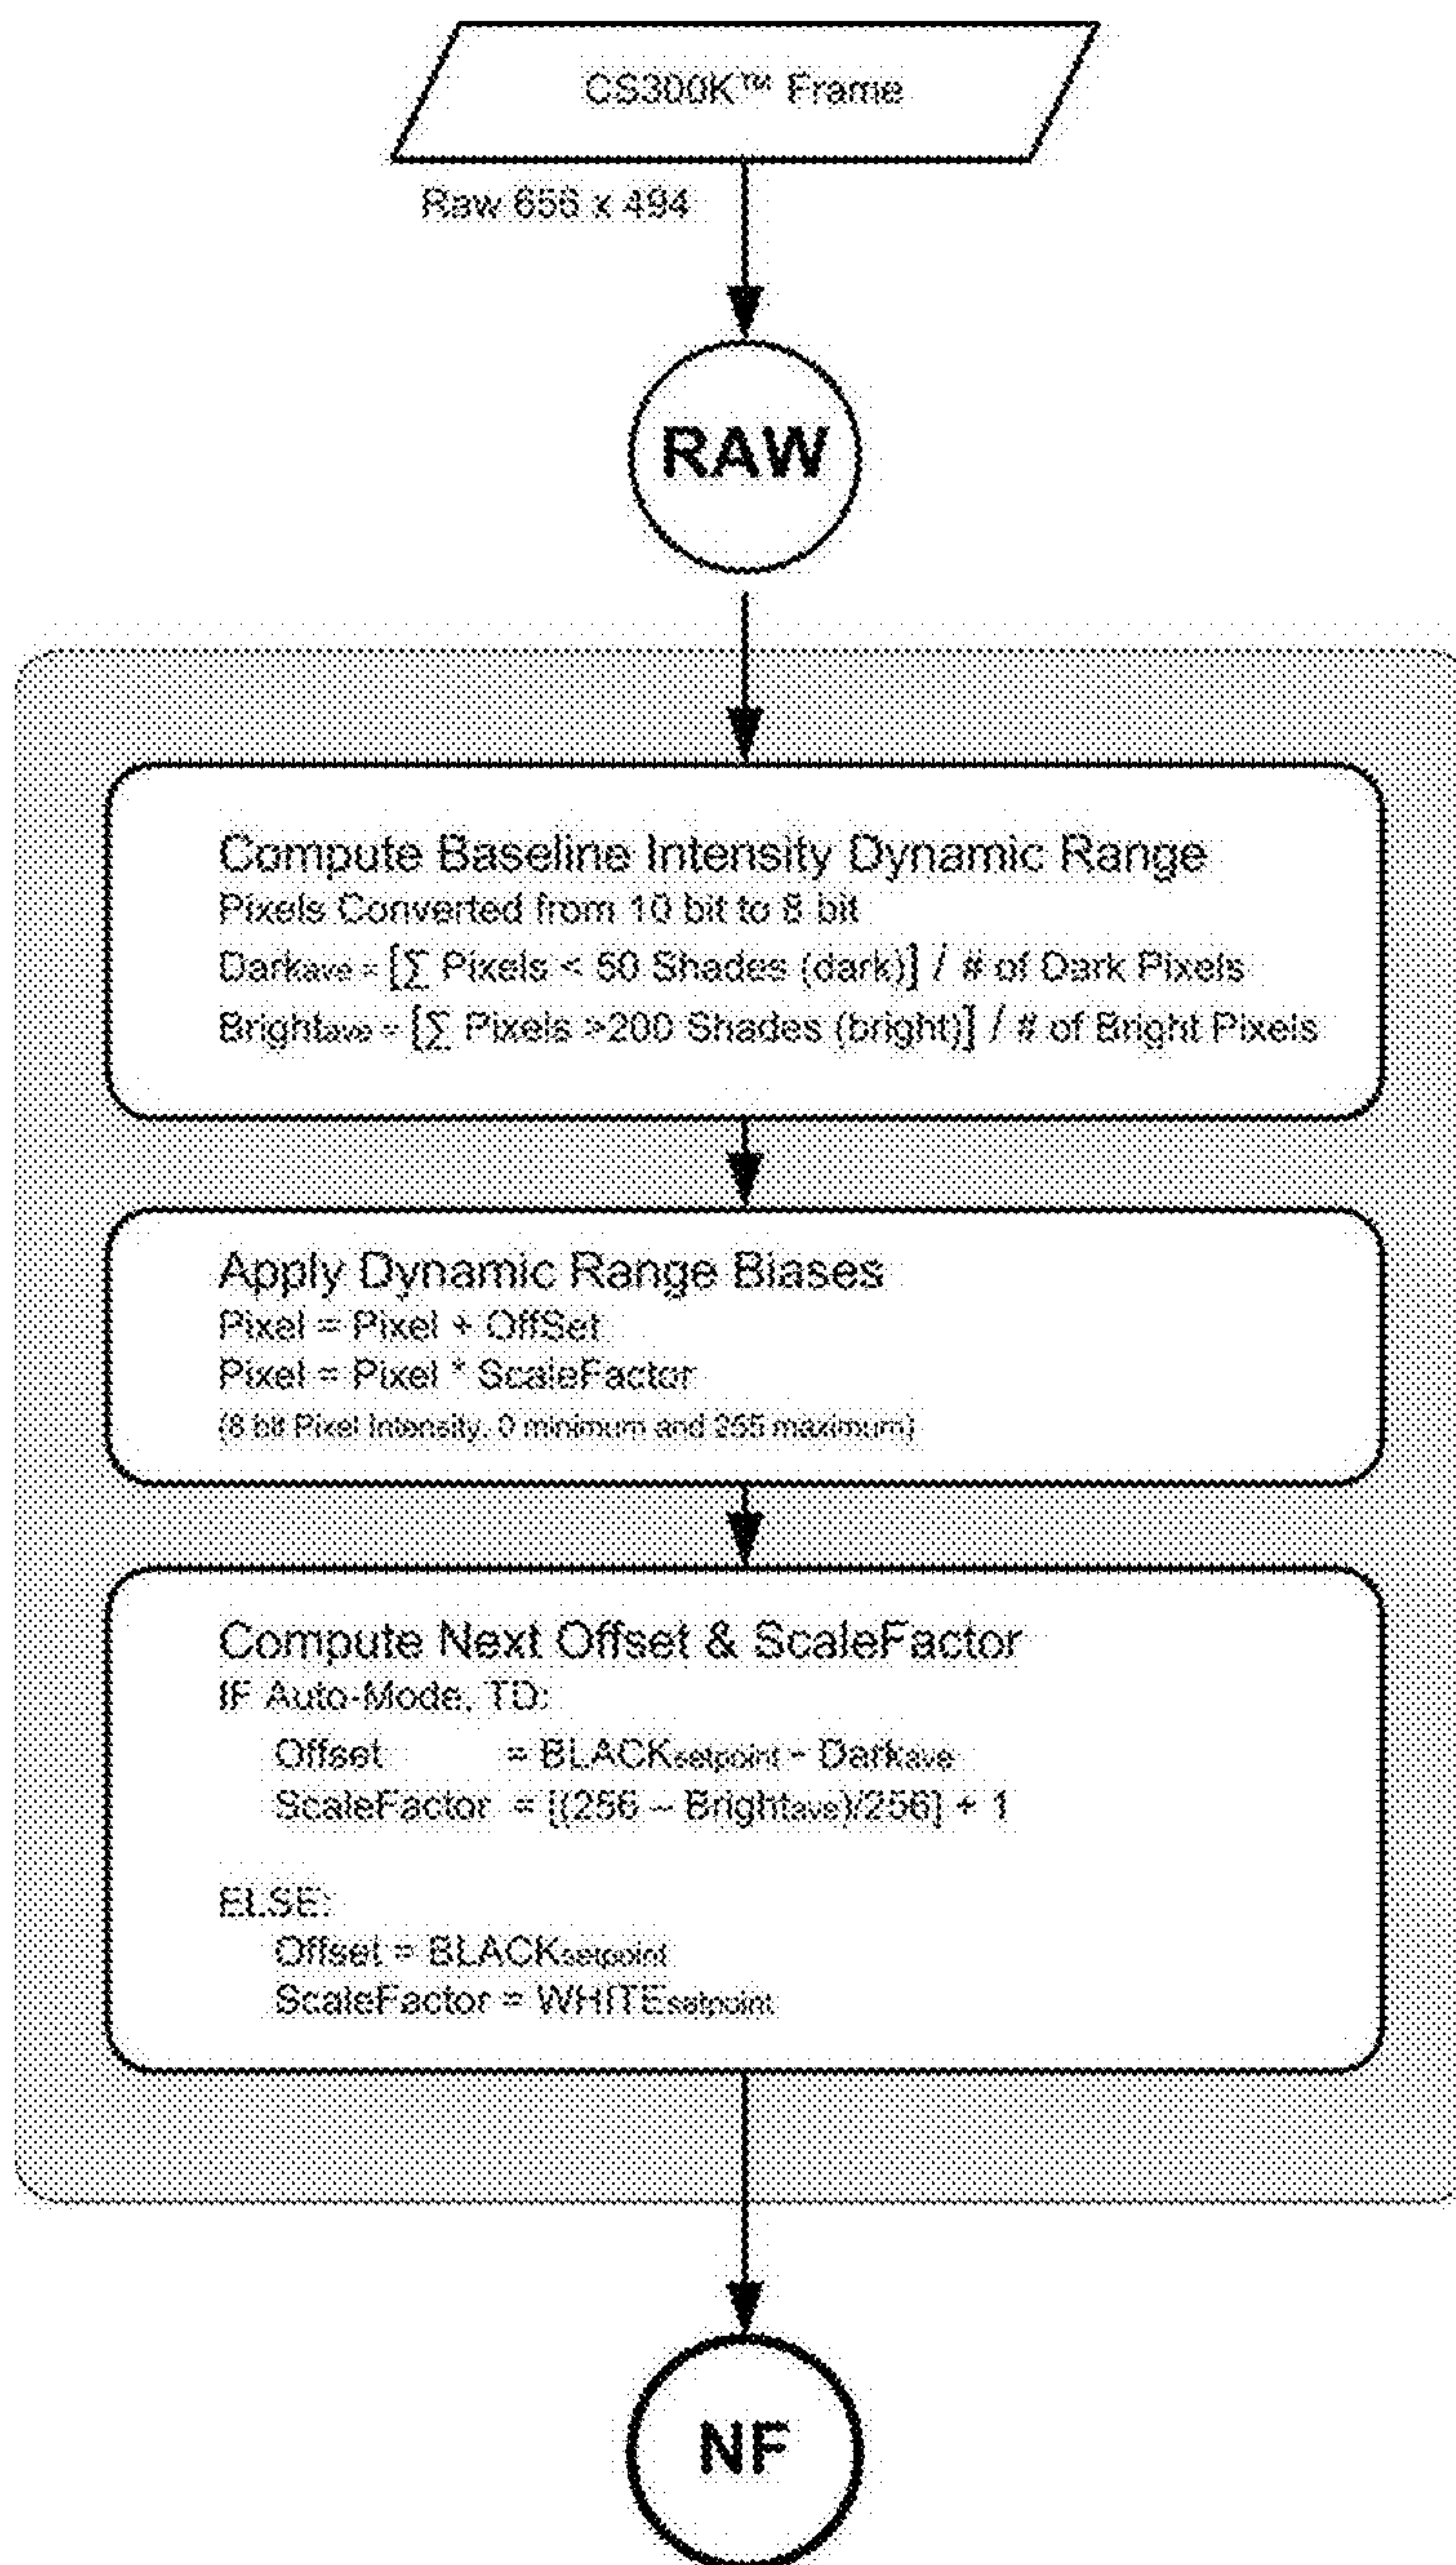 CS300K™ Frame
Raw 656 x 494
RAW
Compute Baseline Intensity Dynamic Range
Pixels Converted from 10 bit to 8 bit
Darkave = [∑ Pixels < 50 Shades (dark)] / # of Dark Pixels
Brightave = [∑ Pixels >200 Shades (bright)] / # of Bright Pixels
Apply Dynamic Range Biases
Pixel = Pixel + OffSet
Pixel = Pixel * ScaleFactor
(8 bit Pixel Intensity, 0 minimum and 255 maximum)
Compute Next Offset & ScaleFactor
IF Auto-Mode, TD:
Offset = BLACKsetpoint - Darkave
ScaleFactor = [(256 – Brightave)/256] + 1
ELSE:
Offset = BLACKsetpoint
ScaleFactor = WHITEsetpoint
NF